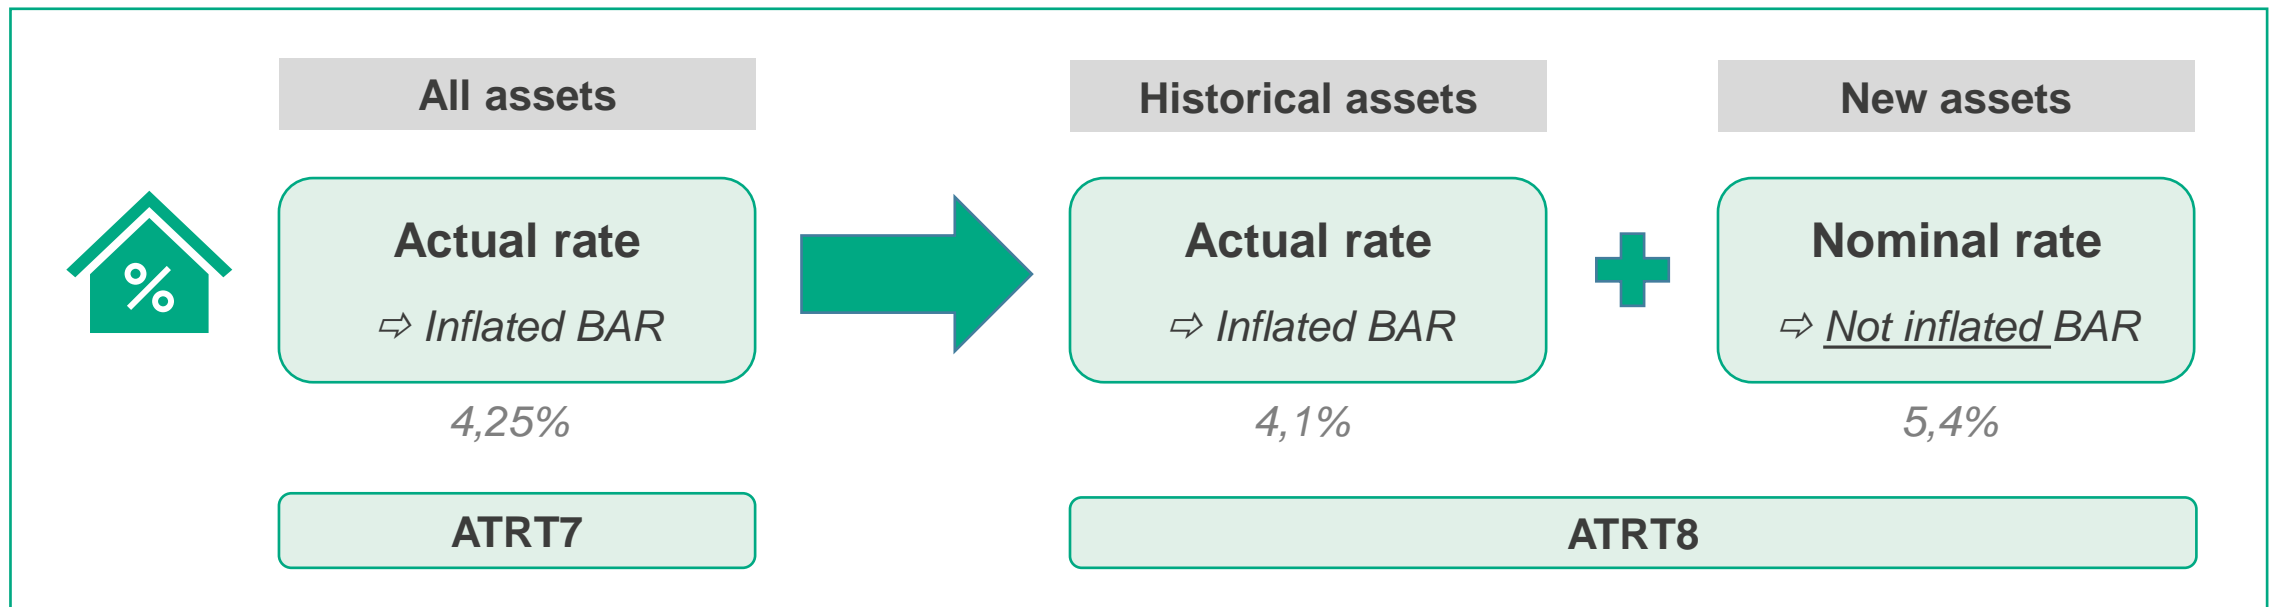 All assets
Historical assets
New assets
Actual rate
⇨ Inflated BAR
Actual rate
⇨ Inflated BAR
Nominal rate
⇨ Not inflated BAR
%
4,25%
4,1%
5,4%
ATRT7
ATRT8